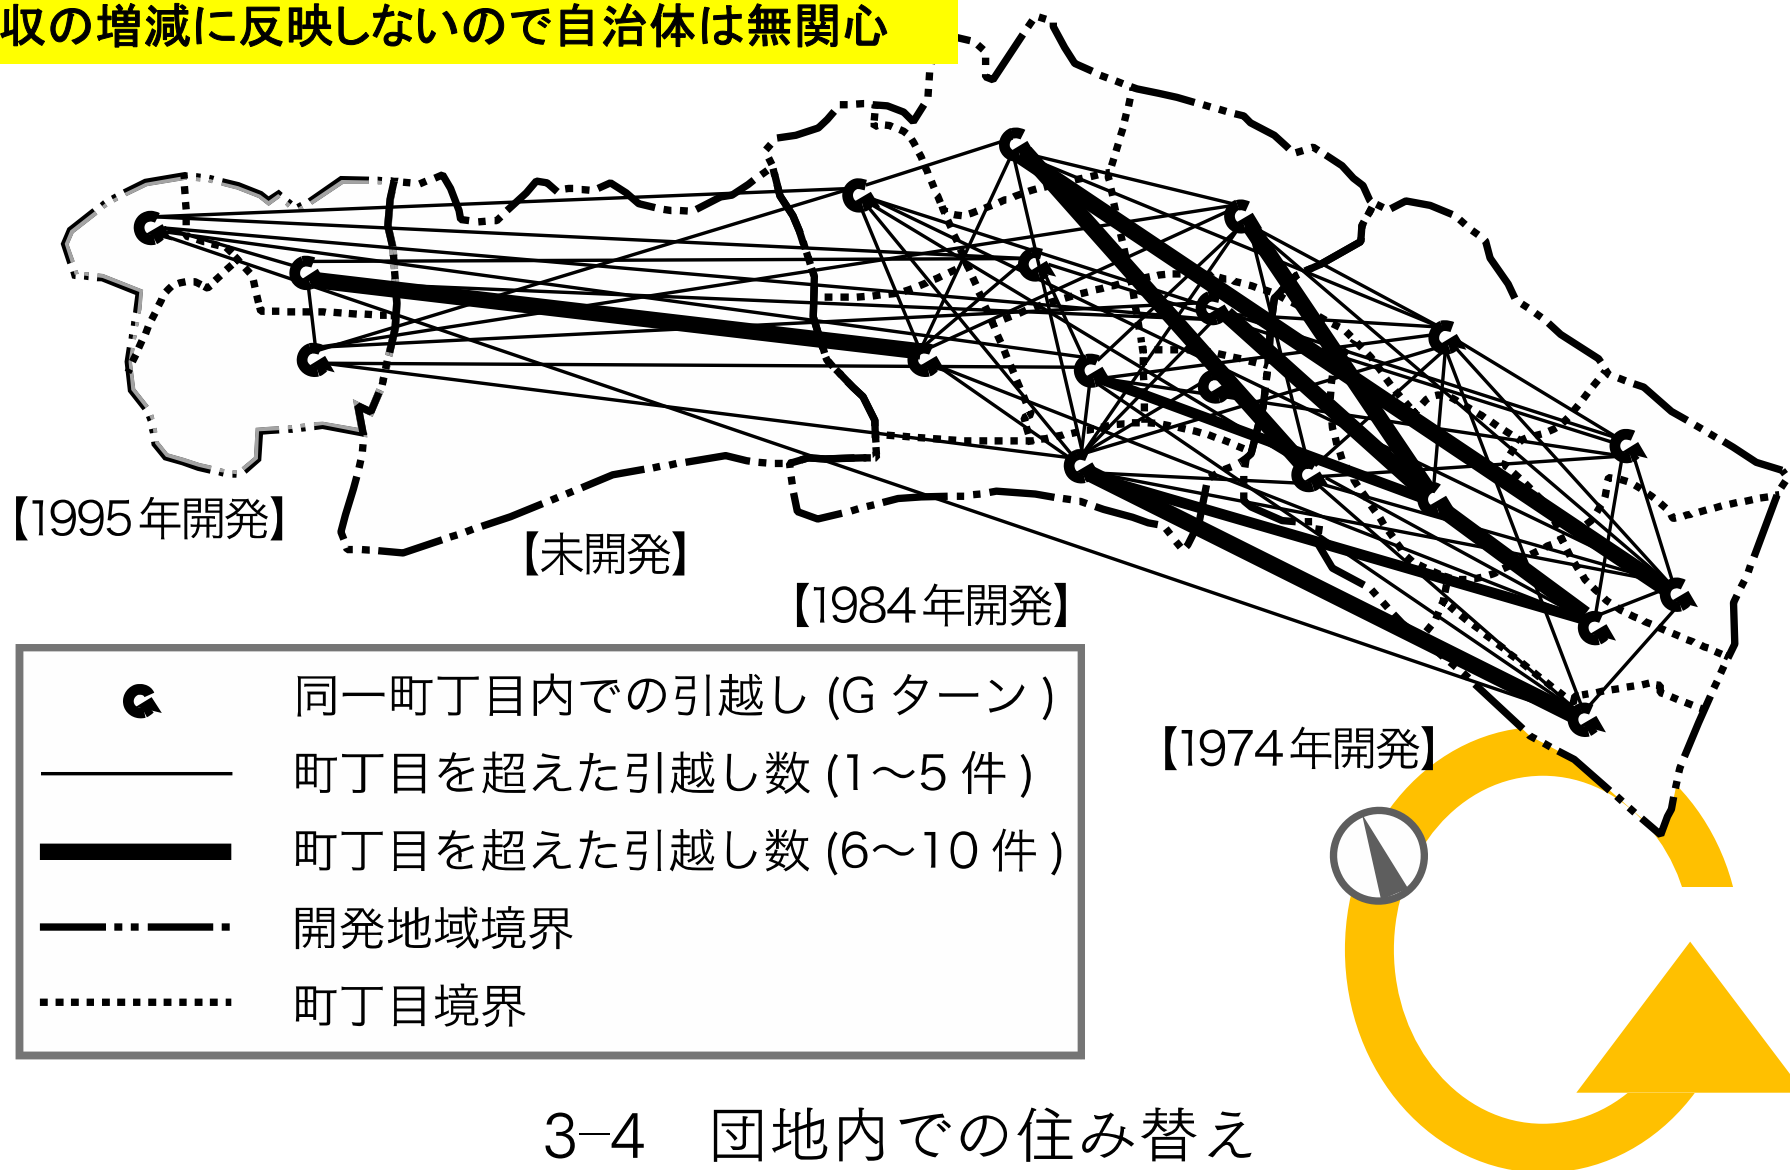 収の増減に反映しないので自治体は無関心
【1995年開発】
【未開発】
【1984年開発】
【1974年開発】
同一町丁目内での引越し(Gターン)
町丁目を超えた引越し数(1～5件)
町丁目を超えた引越し数(6～10件)
開発地域境界
町丁目境界
3−4　団地内での住み替え